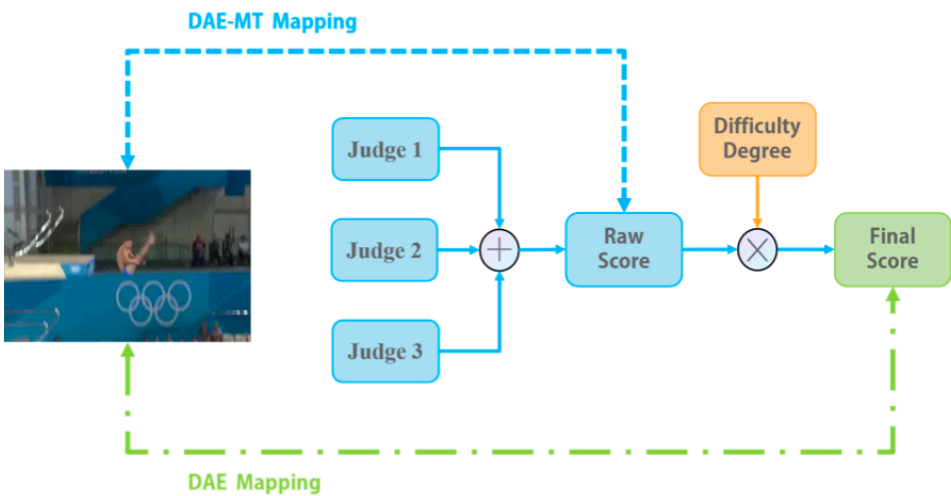 DAE-MT Mapping
Judge 1
Judge 2
Judge 3
Raw
Score
Difficulty
Degree
Final
Score
DAE Mapping